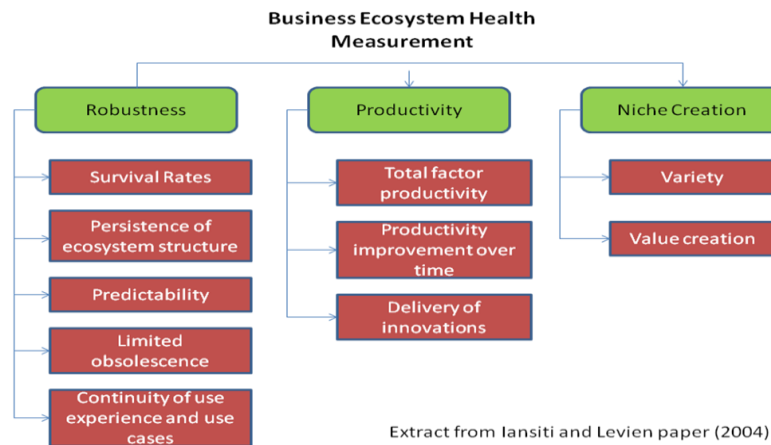 Business Ecosystem Health
Measurement
Robustness
Productivity
Niche Creation
Survival Rates
Persistence of
ecosystem structure
Predictability
Limited
obsolescence
Continuity of use
experience and use
cases
Total factor
productivity
Productivity
improvement over
time
Delivery of
innovations
Variety
Value creation
Extract from Iansiti and Levien paper (2004)